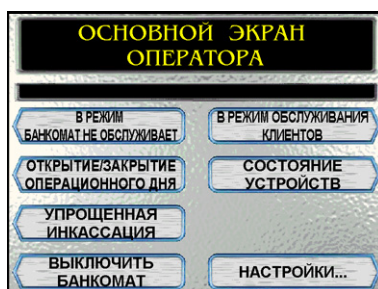 ОСНОВНОЙ ЭКРАН
ОПЕРАТОРА
В РЕЖИМ
БАНКОМАТ НЕ ОБСЛУЖИВАЕТ
В РЕЖИМ ОБСЛУЖИВАНИЯ
КЛИЕНТОВ
ОТКРЫТИЕ/ЗАКРЫТИЕ
ОПЕРАЦИОННОГО ДНЯ
СОСТОЯНИЕ
УСТРОЙСТВ
УПРОЩЕННАЯ
ИНКАССАЦИЯ
ВЫКЛЮЧИТЬ
БАНКОМАТ
НАСТРОЙКИ...